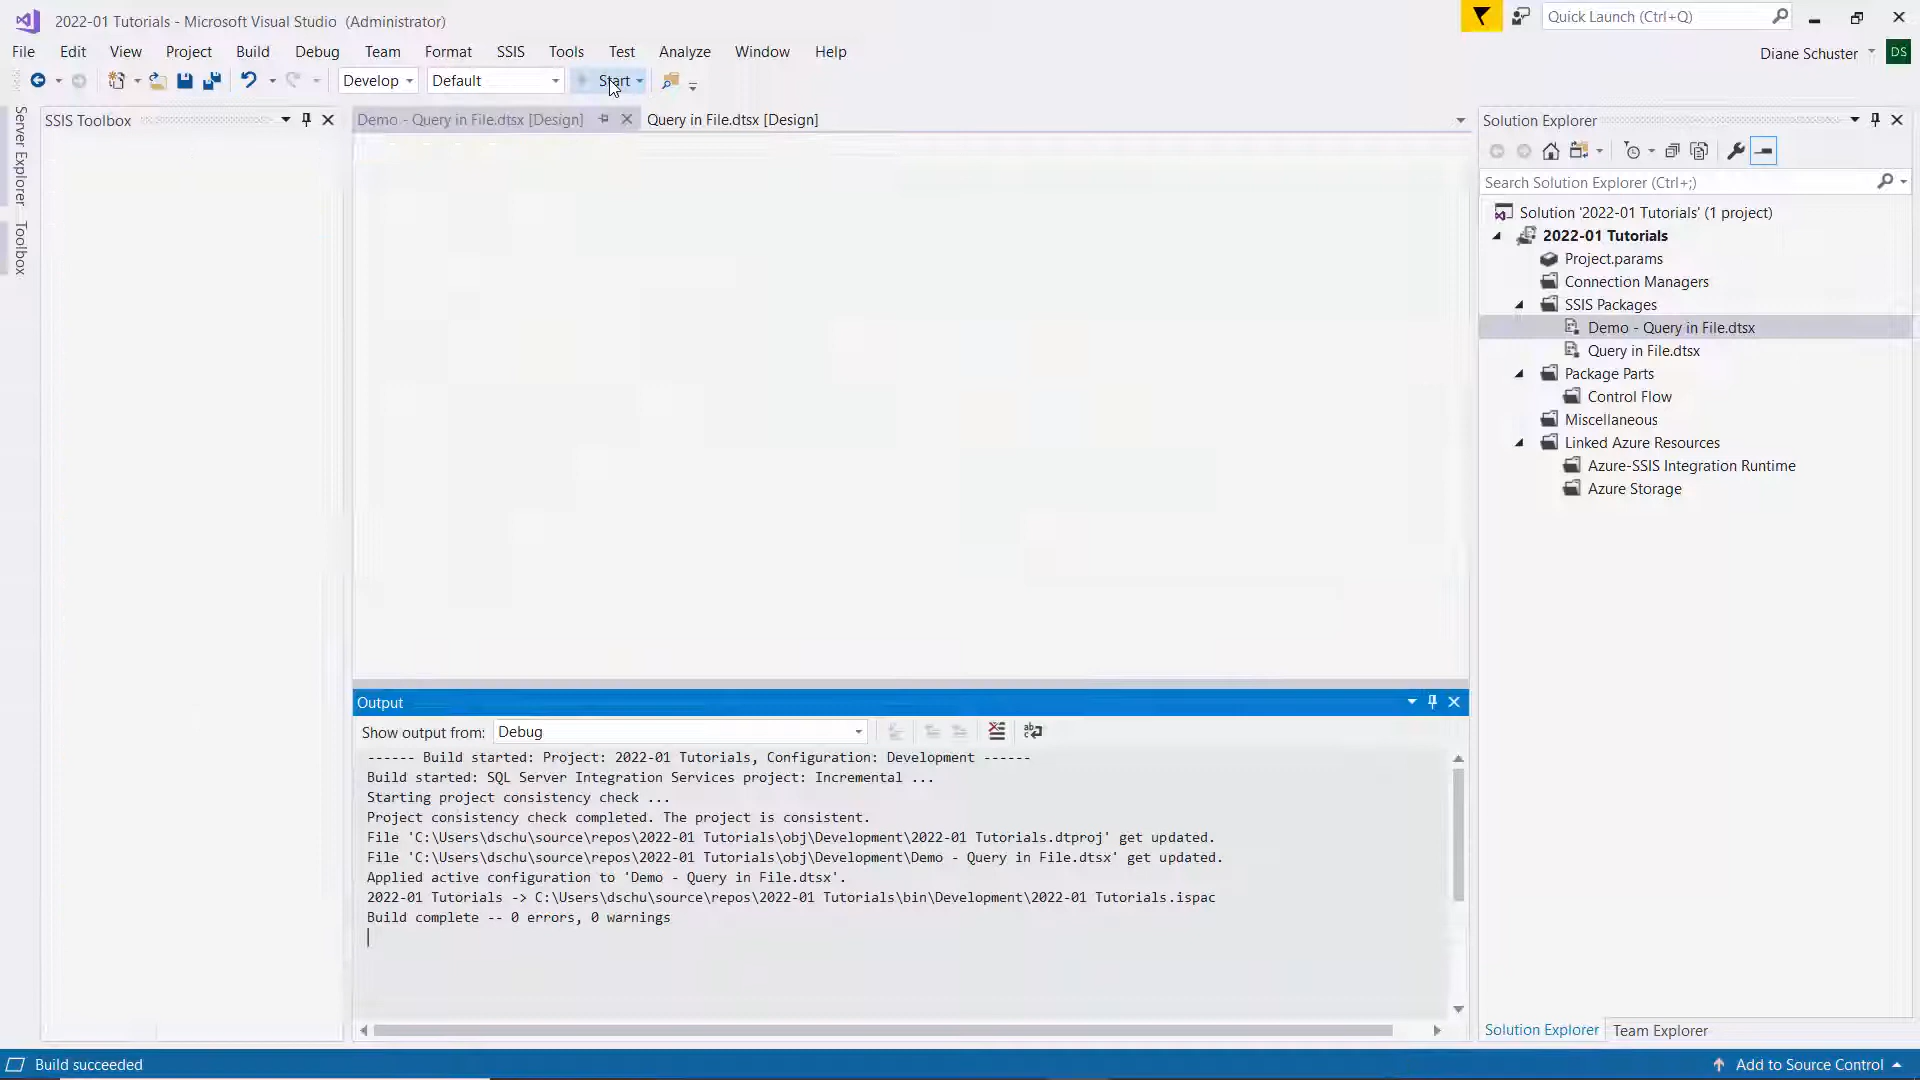 2022-01 Tutorials - Microsoft Visual Studio (Administrator)
Quick Launch (Ctrl+Q)
File Edit View Project Build Debug Team Format SSIS Tools Test Analyze Window Help
Diane Schuster DS
Develop Default Start
Server Explorer
Toolbox
SSIS Toolbox
Demo - Query in File.dtsx [Design]
Query in File.dtsx [Design]
Solution Explorer
Search Solution Explorer (Ctrl+;)
Solution '2022-01 Tutorials' (1 project)
2022-01 Tutorials
Project.params
Connection Managers
SSIS Packages
Demo - Query in File.dtsx
Query in File.dtsx
Package Parts
Control Flow
Miscellaneous
Linked Azure Resources
Azure-SSIS Integration Runtime
Azure Storage
Output
Show output from: Debug
------ Build started: Project: 2022-01 Tutorials, Configuration: Development ------
Build started: SQL Server Integration Services project: Incremental ...
Starting project consistency check ...
Project consistency check completed. The project is consistent.
File 'C:\Users\dschu\source\repos\2022-01 Tutorials\obj\Development\2022-01 Tutorials.dtproj' get updated.
File 'C:\Users\dschu\source\repos\2022-01 Tutorials\obj\Development\Demo - Query in File.dtsx' get updated.
Applied active configuration to 'Demo - Query in File.dtsx'.
2022-01 Tutorials -> C:\Users\dschu\source\repos\2022-01 Tutorials\bin\Development\2022-01 Tutorials.ispac
Build complete -- 0 errors, 0 warnings
Solution Explorer Team Explorer
Build succeeded
Add to Source Control